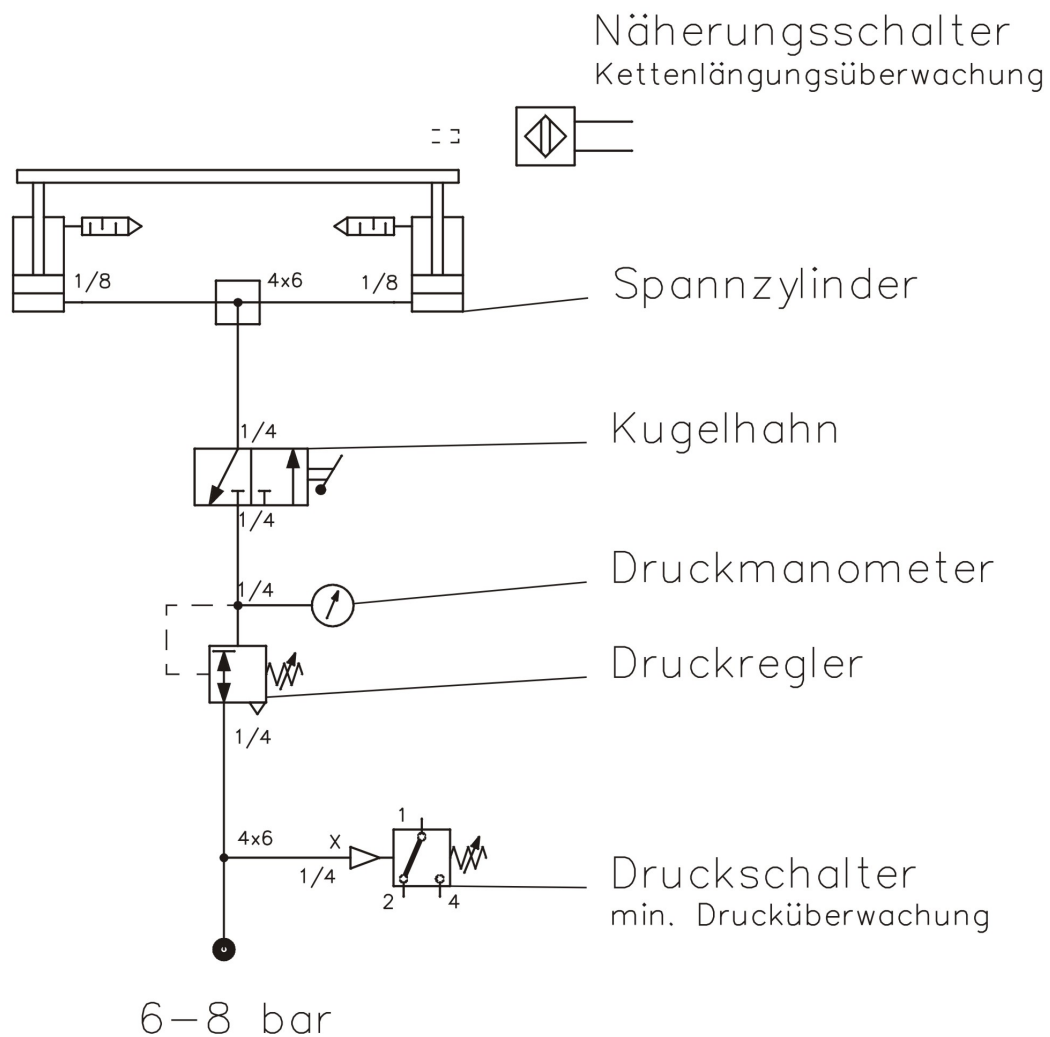 Näherungsschalter
Kettenlängungsüberwachung
1/8
4x6
1/8
Spannzylinder
1/4
Kugelhahn
1/4
Druckmanometer
1/4
Druckregler
1/4
1
4x6
X
1/4
Druckschalter
2
4
min. Drucküberwachung
6-8 bar